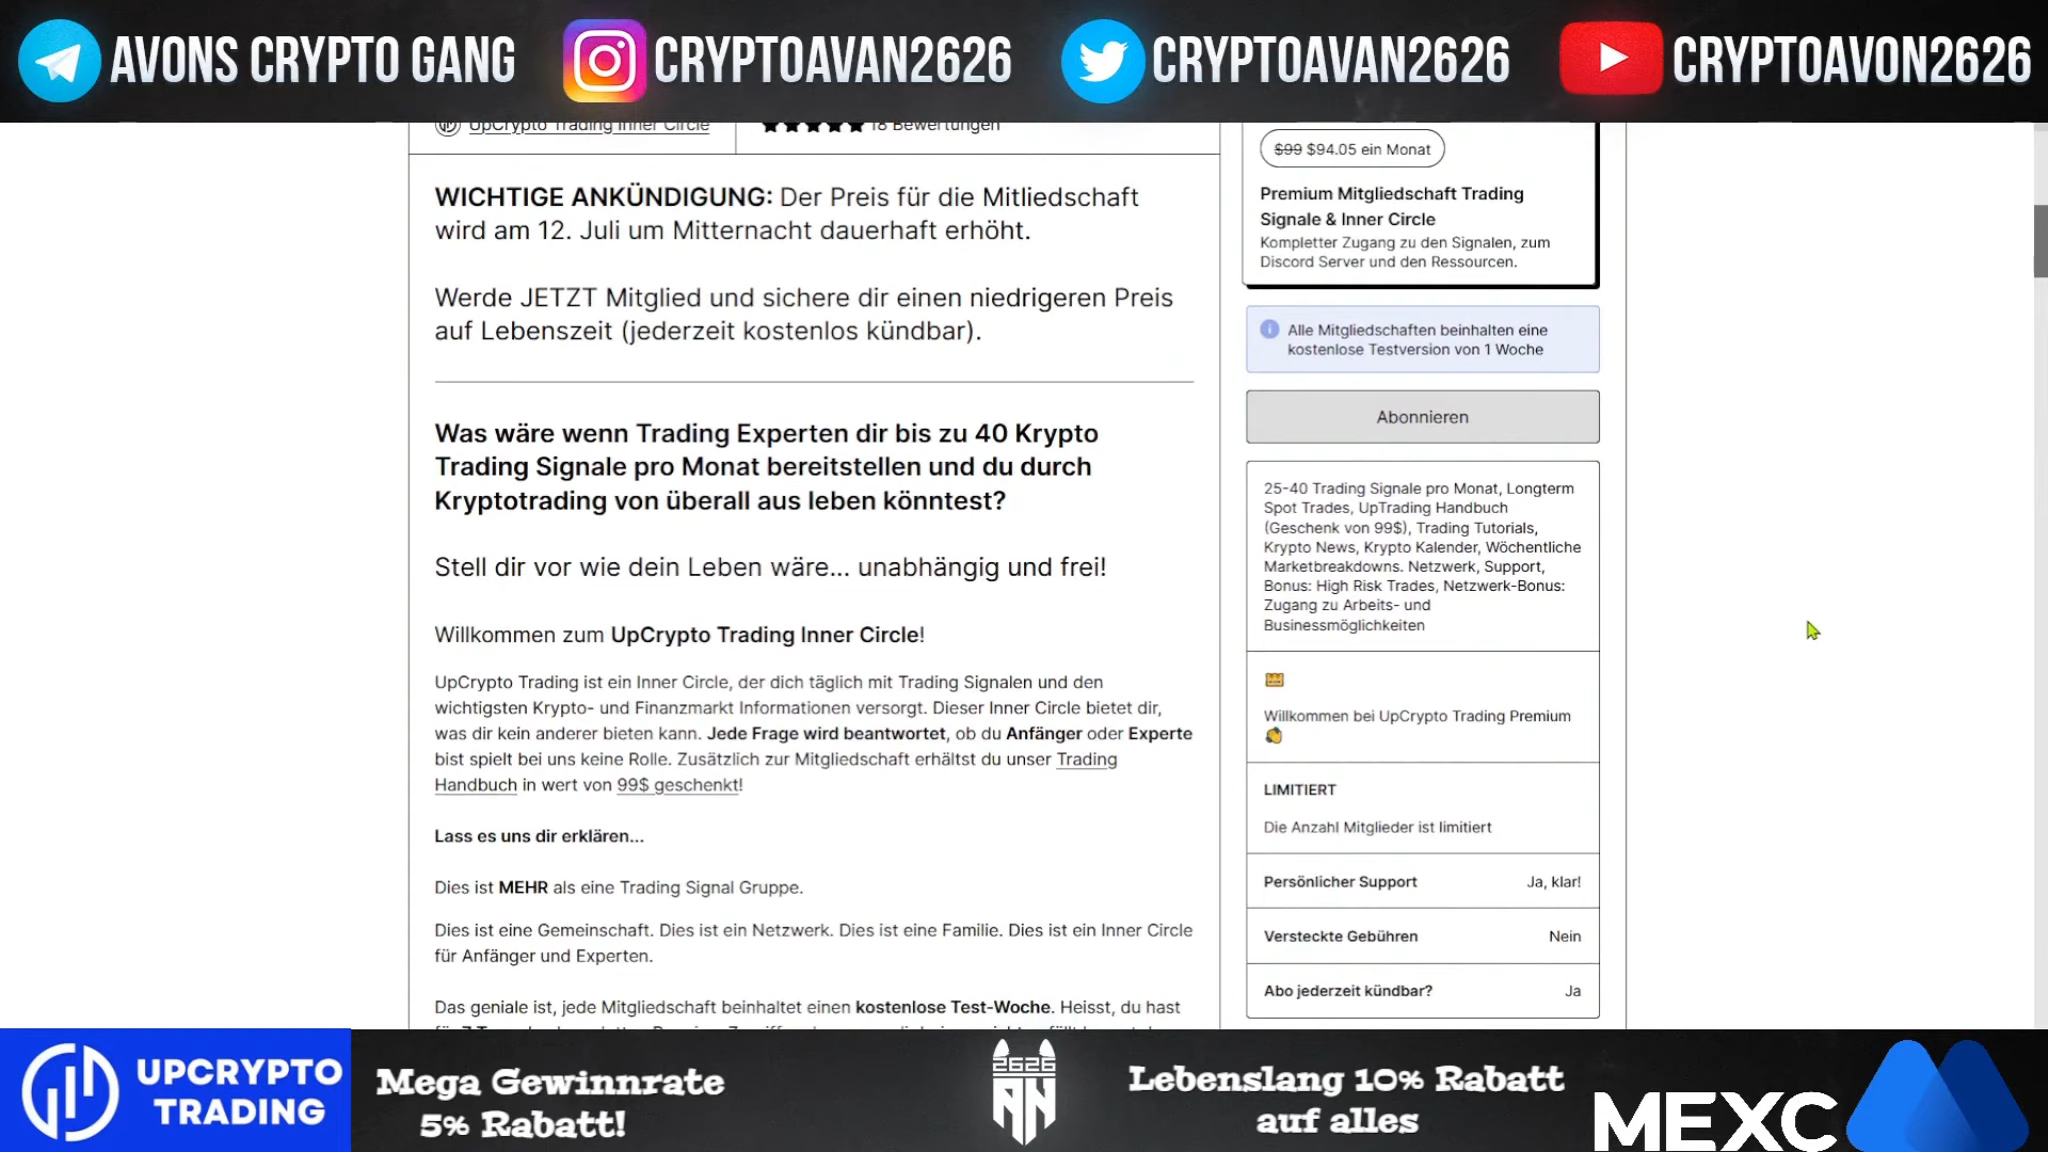 AVONS CRYPTO GANG
CRYPTOAVAN2626
CRYPTOAVAN2626
CRYPTOAVON2626
UpCrypto Trading Inner Circle
18 Bewertungen
WICHTIGE ANKÜNDIGUNG: Der Preis für die Mitliedschaft
wird am 12. Juli um Mitternacht dauerhaft erhöht.
Werde JETZT Mitglied und sichere dir einen niedrigeren Preis
auf Lebenszeit (jederzeit kostenlos kündbar).
Was wäre wenn Trading Experten dir bis zu 40 Krypto
Trading Signale pro Monat bereitstellen und du durch
Kryptotrading von überall aus leben könntest?
Stell dir vor wie dein Leben wäre... unabhängig und frei!
Willkommen zum UpCrypto Trading Inner Circle!
UpCrypto Trading ist ein Inner Circle, der dich täglich mit Trading Signalen und den
wichtigsten Krypto- und Finanzmarkt Informationen versorgt. Dieser Inner Circle bietet dir,
was dir kein anderer bieten kann. Jede Frage wird beantwortet, ob du Anfänger oder Experte
bist spielt bei uns keine Rolle. Zusätzlich zur Mitgliedschaft erhältst du unser Trading
Handbuch in wert von 99$ geschenkt!
Lass es uns dir erklären...
Dies ist MEHR als eine Trading Signal Gruppe.
Dies ist eine Gemeinschaft. Dies ist ein Netzwerk. Dies ist eine Familie. Dies ist ein Inner Circle
für Anfänger und Experten.
Das geniale ist, jede Mitgliedschaft beinhaltet einen kostenlose Test-Woche. Heisst, du hast
$99 $94.05 ein Monat
Premium Mitgliedschaft Trading
Signale & Inner Circle
Kompletter Zugang zu den Signalen, zum
Discord Server und den Ressourcen.
Alle Mitgliedschaften beinhalten eine
kostenlose Testversion von 1 Woche
Abonnieren
25-40 Trading Signale pro Monat, Longterm
Spot Trades, UpTrading Handbuch
(Geschenk von 99$), Trading Tutorials,
Krypto News, Krypto Kalender, Wöchentliche
Marketbreakdowns. Netzwerk, Support,
Bonus: High Risk Trades, Netzwerk-Bonus:
Zugang zu Arbeits- und
Businessmöglichkeiten
Willkommen bei UpCrypto Trading Premium
LIMITIERT
Die Anzahl Mitglieder ist limitiert
Persönlicher Support Ja, klar!
Versteckte Gebühren Nein
Abo jederzeit kündbar? Ja
UPCRYPTO
TRADING
Mega Gewinnrate
5% Rabatt!
2626
AN
Lebenslang 10% Rabatt
auf alles
MEXC